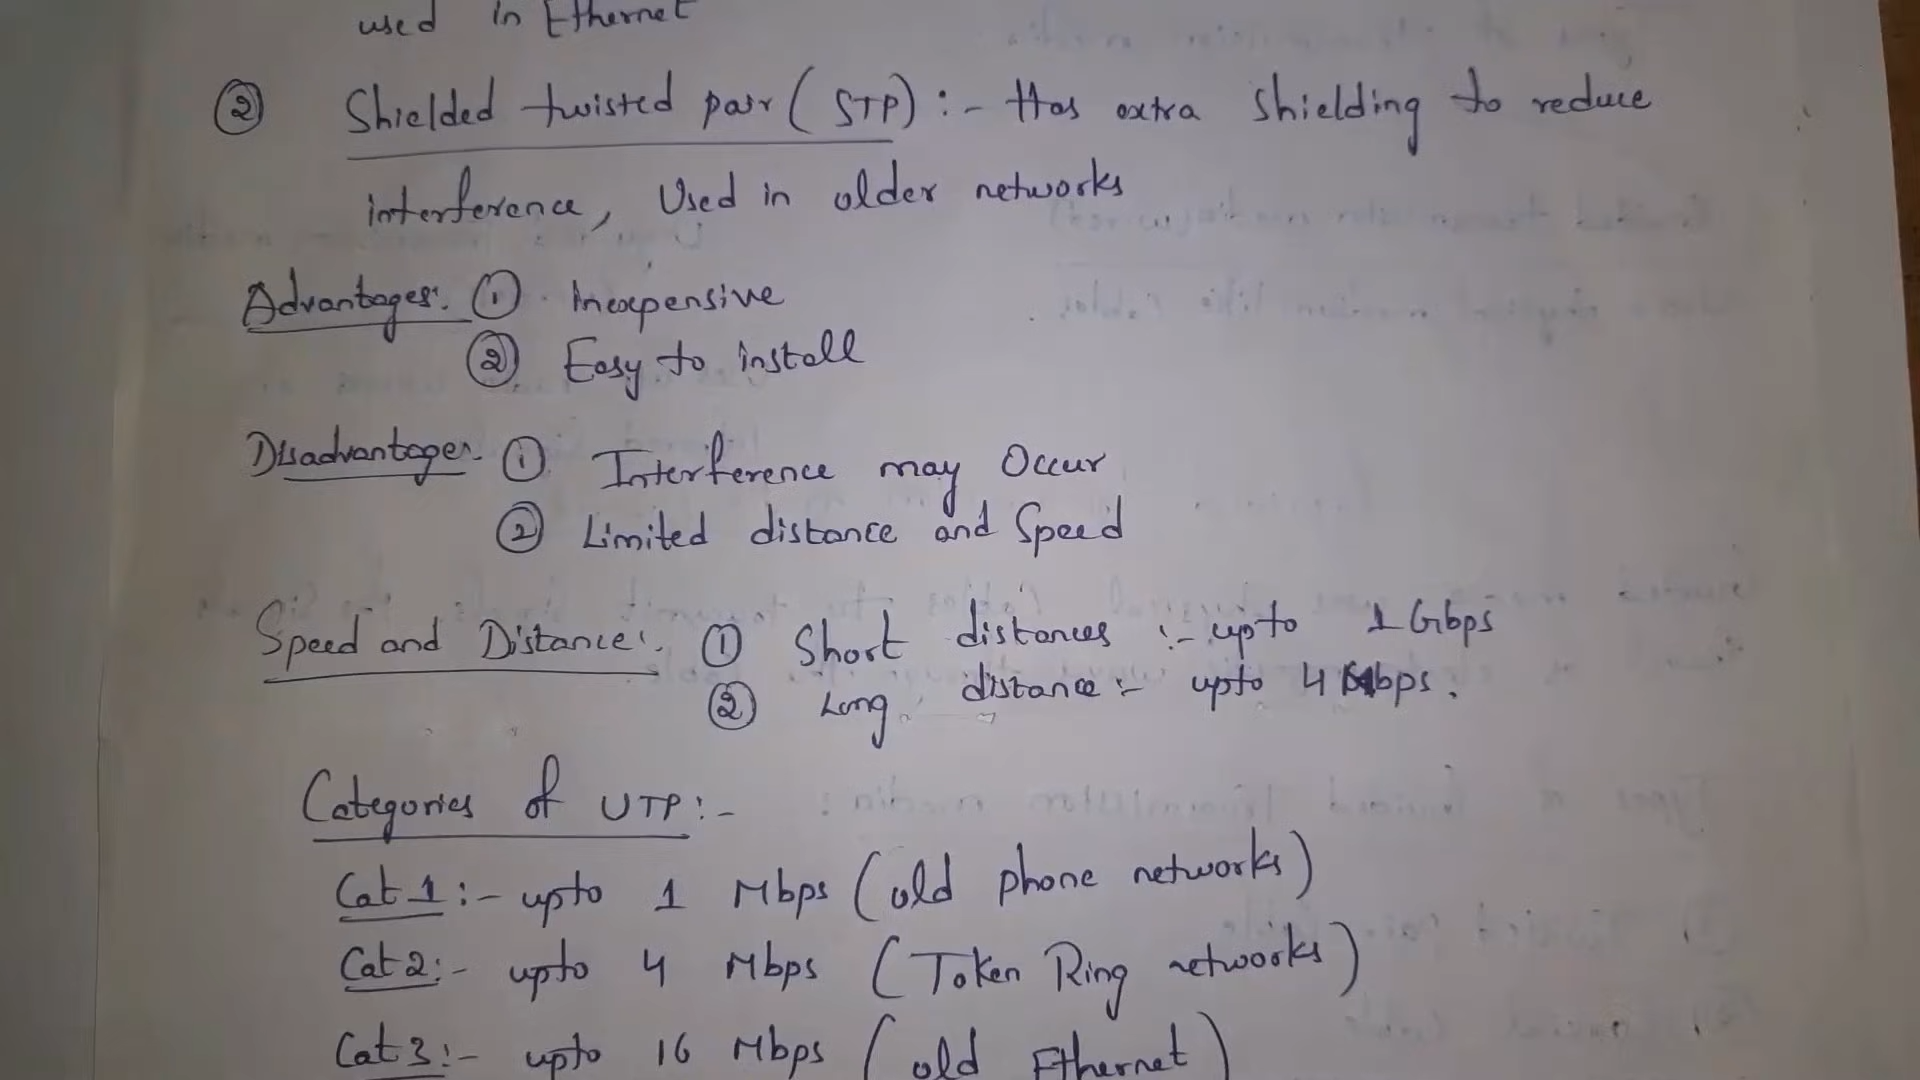 used in Ethernet
② Shielded twisted pair (STP) :- Has extra shielding to reduce
interference, Used in older networks
Advantages: ① Inexpensive
② Easy to install
Disadvantages: ① Interference may Occur
② Limited distance and Speed
Speed and Distance: ① Short distances :- upto 1 Gbps
② Long distance :- upto 4 Mbps.
Categories of UTP :-
Cat 1 :- upto 1 Mbps (old phone networks)
Cat 2 :- upto 4 Mbps (Token Ring networks)
Cat 3 :- upto 16 Mbps (old Ethernet)